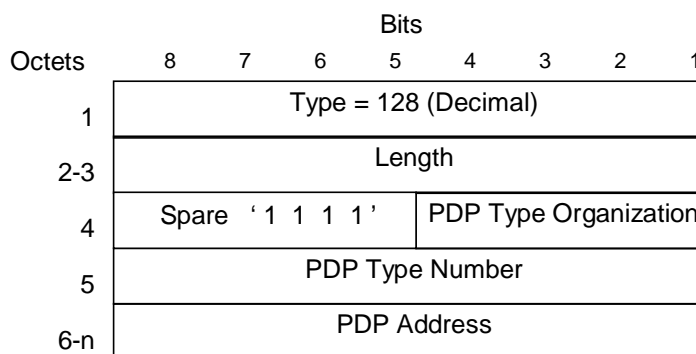 Bits
Octets 8 7 6 5 4 3 2 1
1 Type = 128 (Decimal)
2-3 Length
4 Spare ‘ 1 1 1 1 ’ PDP Type Organization
5 PDP Type Number
6-n PDP Address